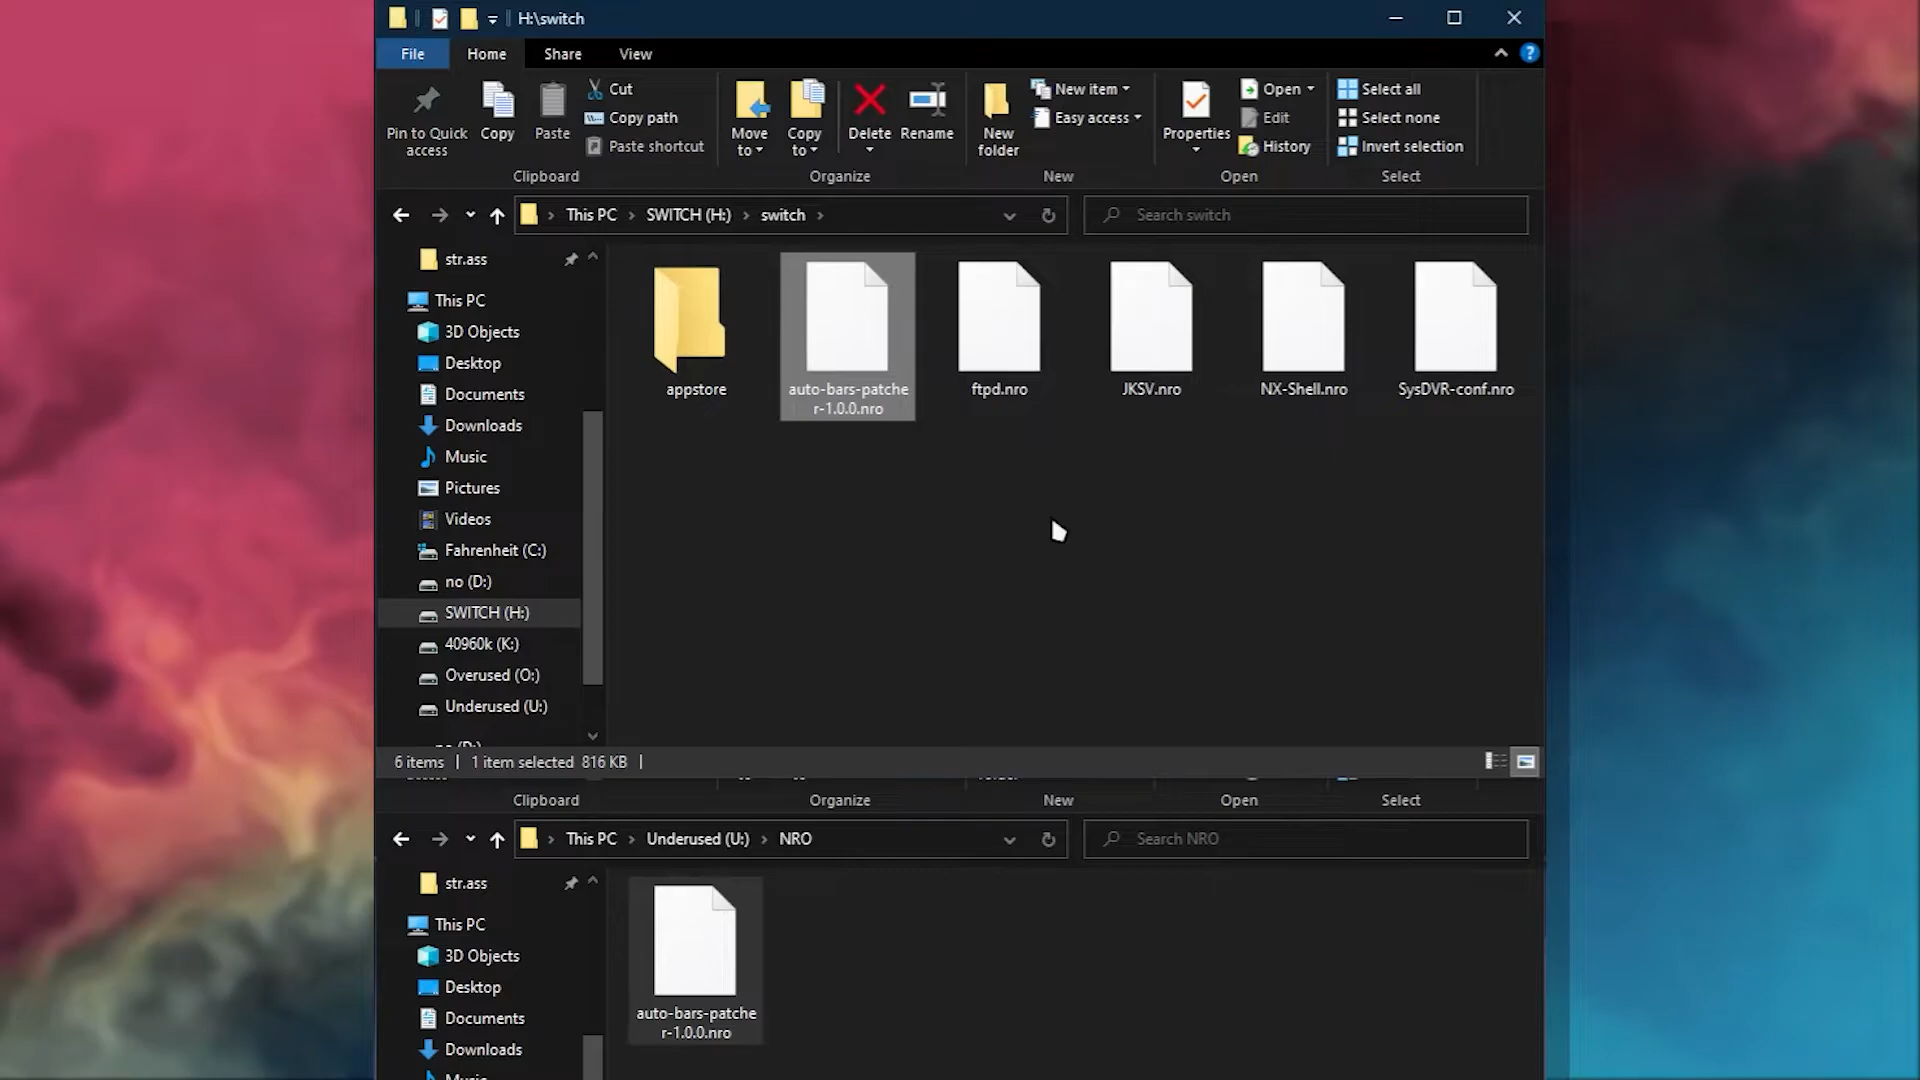 H:\switch
File Home Share View
Pin to Quick access
Copy
Paste
Cut
Copy path
Paste shortcut
Move to
Copy to
Delete
Rename
New folder
New item
Easy access
Properties
Open
Edit
History
Select all
Select none
Invert selection
Clipboard Organize New Open Select
This PC SWITCH (H:) switch
Search switch
str.ass
This PC
3D Objects
Desktop
Documents
Downloads
Music
Pictures
Videos
Fahrenheit (C:)
no (D:)
SWITCH (H:)
40960k (K:)
Overused (O:)
Underused (U:)
appstore
auto-bars-patche
r-1.0.0.nro
ftpd.nro
JKSV.nro
NX-Shell.nro
SysDVR-conf.nro
6 items 1 item selected 816 KB
Clipboard Organize New Open Select
This PC Underused (U:) NRO
Search NRO
str.ass
This PC
3D Objects
Desktop
Documents
Downloads
auto-bars-patche
r-1.0.0.nro